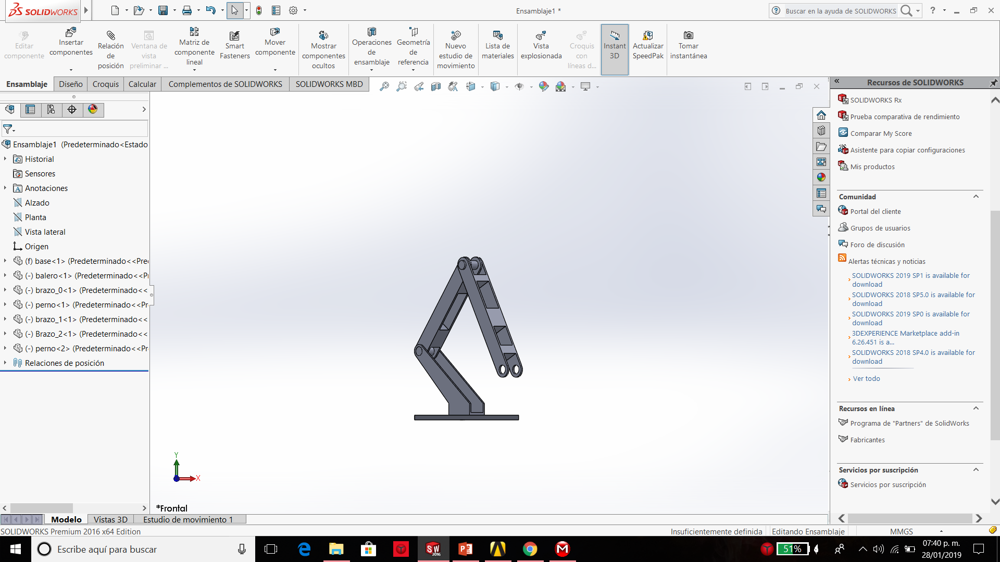 SOLIDWORKS
Ensamblaje1 *
Buscar en la ayuda de SOLIDWORKS
?
Editar
componente
Insertar
componentes
Relación
de
posición
Ventana de
vista
preliminar ...
Matriz de
componente
lineal
Smart
Fasteners
Mover
componente
Mostrar
componentes
ocultos
Operaciones
de
ensamblaje
Geometría
de
referencia
Nuevo
estudio de
movimiento
Lista de
materiales
Vista
explosionada
Croquis
con
líneas d...
Instant
3D
Actualizar
SpeedPak
Tomar
instantánea
Ensamblaje
Diseño
Croquis
Calcular
Complementos de SOLIDWORKS
SOLIDWORKS MBD
Ensamblaje1 (Predeterminado<Estado
Historial
Sensores
Anotaciones
Alzado
Planta
Vista lateral
Origen
(f) base<1> (Predeterminado<<Pre
(-) balero<1> (Predeterminado<<P
(-) brazo_0<1> (Predeterminado<<
(-) perno<1> (Predeterminado<<Pr
(-) brazo_1<1> (Predeterminado<<
(-) Brazo_2<1> (Predeterminado<<
(-) perno<2> (Predeterminado<<Pr
Relaciones de posición
Y
X
*Frontal
Recursos de SOLIDWORKS
SOLIDWORKS Rx
Prueba comparativa de rendimiento
Comparar My Score
Asistente para copiar configuraciones
Mis productos
Comunidad
Portal del cliente
Grupos de usuarios
Foro de discusión
Alertas técnicas y noticias
SOLIDWORKS 2019 SP1 is available for
download
SOLIDWORKS 2018 SP5.0 is available for
download
SOLIDWORKS 2019 SP0 is available for
download
3DEXPERIENCE Marketplace add-in
6.26.451 is a...
SOLIDWORKS 2018 SP4.0 is available for
download
Ver todo
Recursos en línea
Programa de "Partners" de SolidWorks
Fabricantes
Servicios por suscripción
Servicios por suscripción
Modelo
Vistas 3D
Estudio de movimiento 1
SOLIDWORKS Premium 2016 x64 Edition
Insuficientemente definida
Editando Ensamblaje
MMGS
Escribe aquí para buscar
SW
2016
51%
07:40 p. m.
28/01/2019